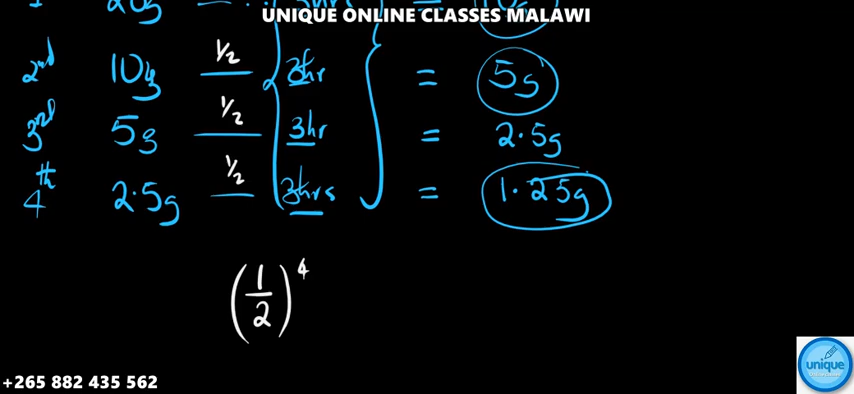 UNIQUE ONLINE CLASSES MALAWI
2nd 10g 1/2 { 3hr } = 5g
3rd 5g 1/2 3hr = 2.5g
4th 2.5g 1/2 3hrs = 1.25g
(1/2)^4
+265 882 435 562
unique